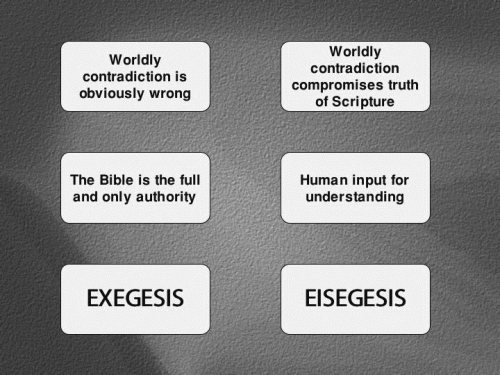 Worldly
contradiction is
obviously wrong
Worldly
contradiction
compromises truth
of Scripture
The Bible is the full
and only authority
Human input for
understanding
EXEGESIS
EISEGESIS